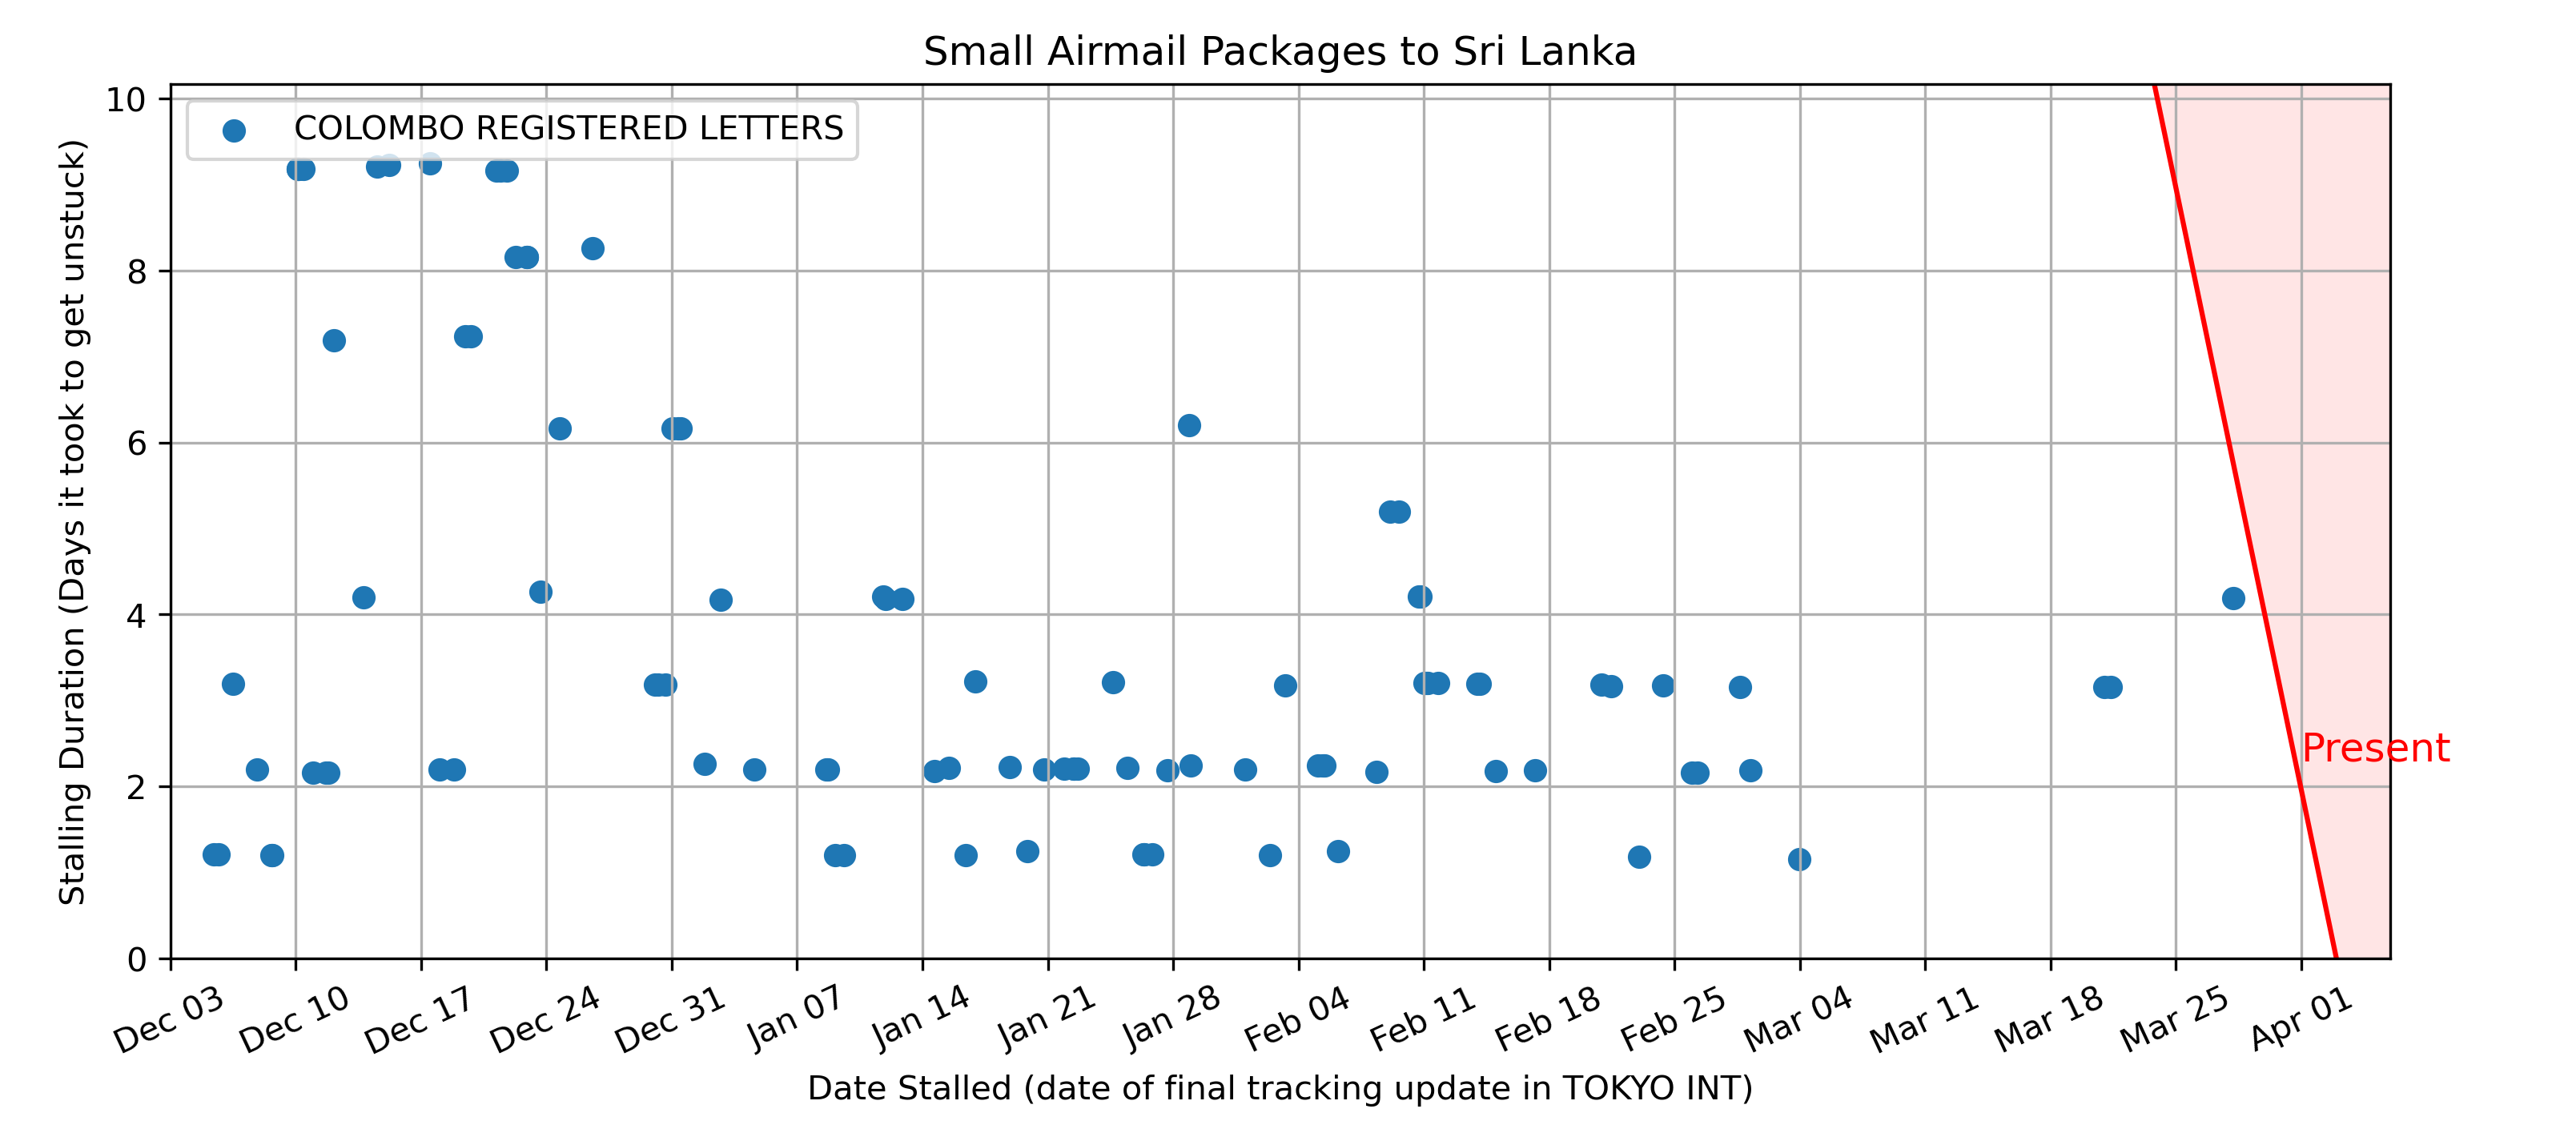 Small Airmail Packages to Sri Lanka
COLOMBO REGISTERED LETTERS
Stalling Duration (Days it took to get unstuck)
10
8
6
4
2
0
Present
Dec 03 Dec 10 Dec 17 Dec 24 Dec 31 Jan 07 Jan 14 Jan 21 Jan 28 Feb 04 Feb 11 Feb 18 Feb 25 Mar 04 Mar 11 Mar 18 Mar 25 Apr 01
Date Stalled (date of final tracking update in TOKYO INT)